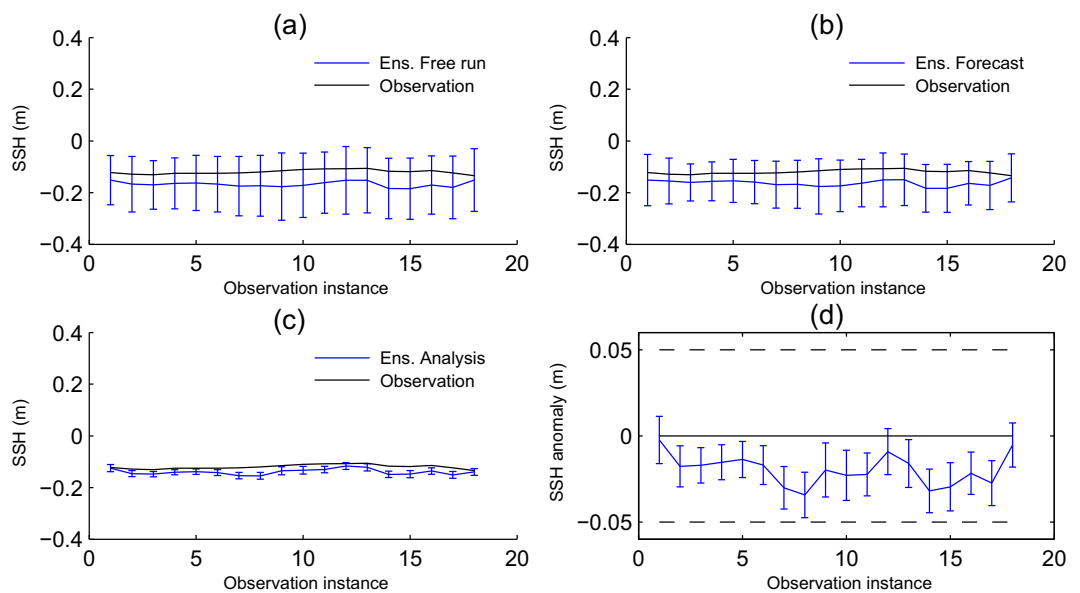 (a)
0.4
0.2
0
−0.2
−0.4
SSH (m)
Ens. Free run
Observation
0
5
10
15
20
Observation instance
(b)
0.4
0.2
0
−0.2
−0.4
SSH (m)
Ens. Forecast
Observation
0
5
10
15
20
Observation instance
(c)
0.4
0.2
0
−0.2
−0.4
SSH (m)
Ens. Analysis
Observation
0
5
10
15
20
Observation instance
(d)
0.05
0
−0.05
SSH anomaly (m)
0
5
10
15
20
Observation instance